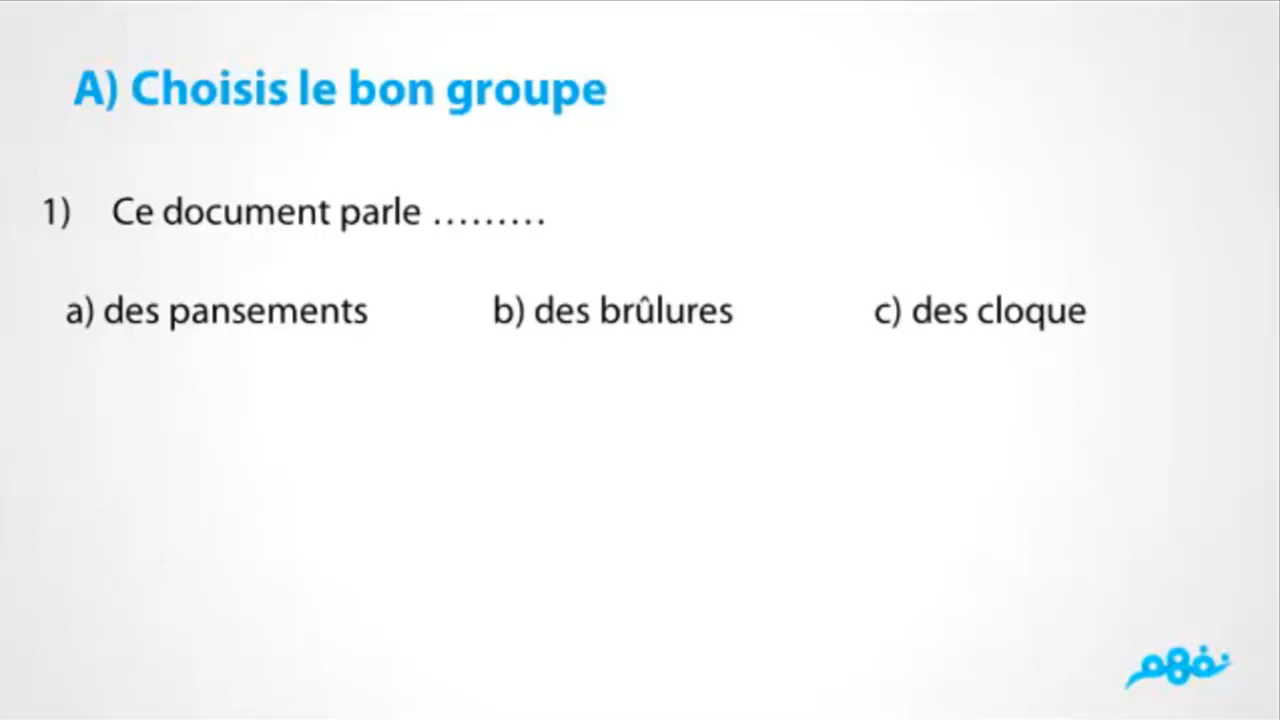 A) Choisis le bon groupe
1) Ce document parle .........
a) des pansements b) des brûlures c) des cloque
نفهم